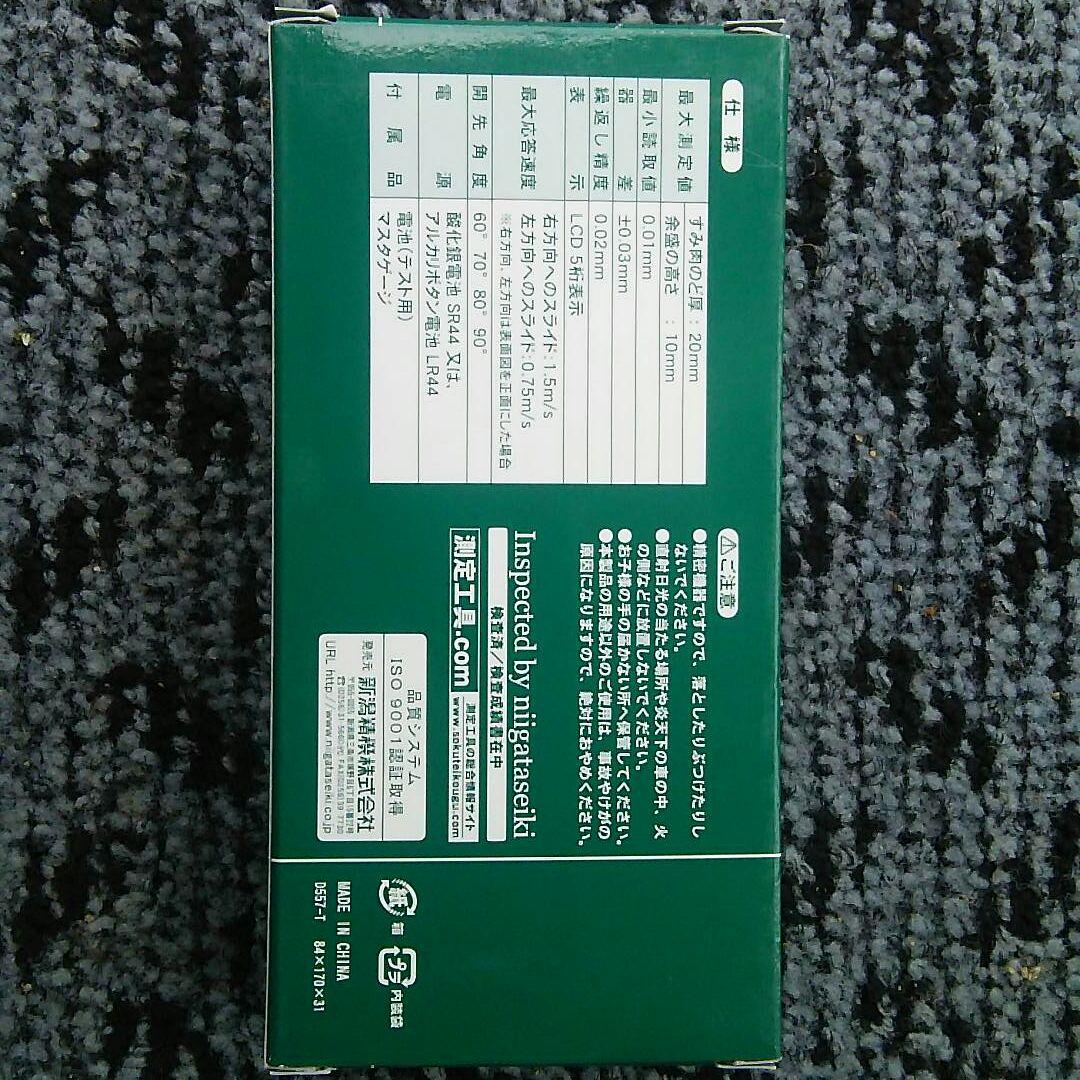 仕様
最大測定値 すみ肉のど厚：20mm
余盛の高さ：10mm
最小読取値 0.01mm
器差 ±0.03mm
繰返し精度 0.02mm
表示 LCD 5桁表示
最大応答速度 右方向へのスライド：1.5m/s
左方向へのスライド：0.75m/s
※右方向、左方向は表面図を正面にした場合
開先角度 60° 70° 80° 90°
電源 酸化銀電池 SR44 又は、
アルカリボタン電池 LR44
付属品 電池（テスト用）
マスタゲージ
⚠ご注意
●精密機器ですので、落としたりぶつけたりし
ないでください。
●直射日光の当たる場所や炎天下の車の中、火
の側などに放置しないでください。
●お子様の手の届かない所へ保管してください。
●本製品の用途以外のご使用は、事故やけがの
原因になりますので、絶対におやめください。
Inspected by niigataseiki
検査済／検査成績書在中
測定工具.com 測定工具の総合情報サイト
www.sokuteikougu.com
品質システム
ISO 9001 認証取得
発売元 新潟精機株式会社
URL http://www.niigataseiki.co.jp
紙 箱 プラ 内装袋
MADE IN CHINA
D557-T 84×170×31